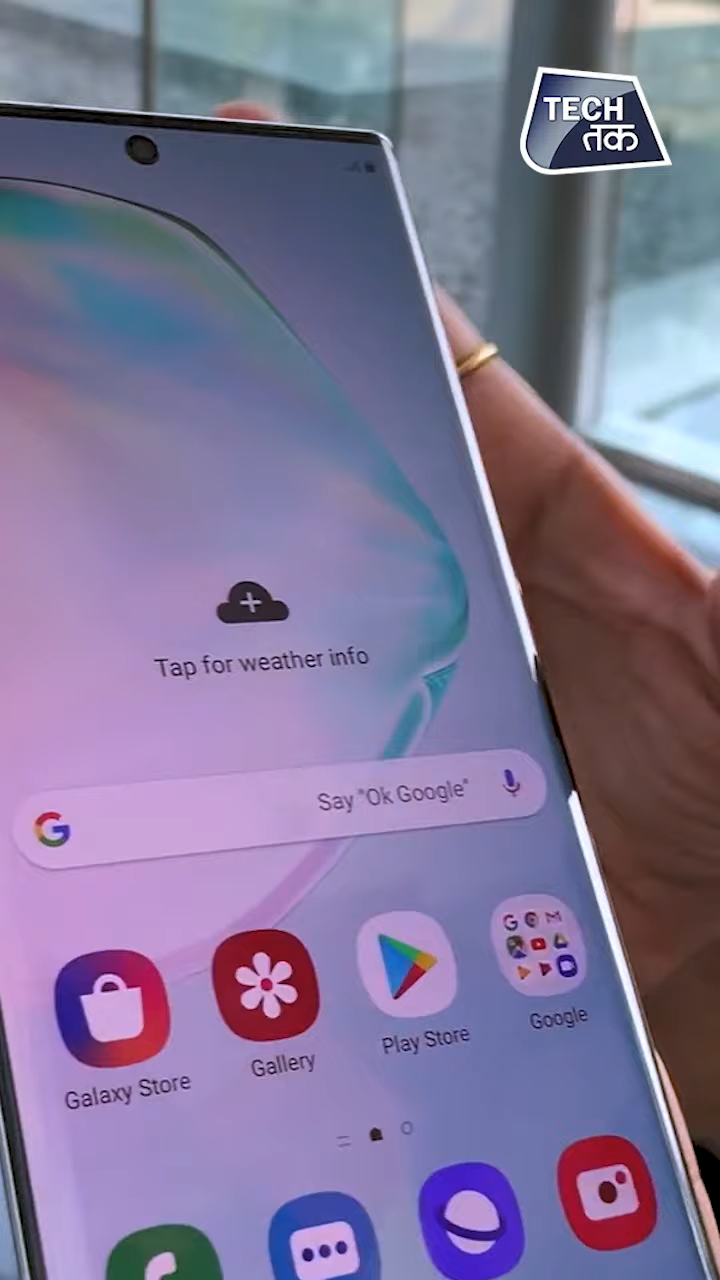 TECH
तक
Tap for weather info
Say "Ok Google"
Galaxy Store
Gallery
Play Store
Google